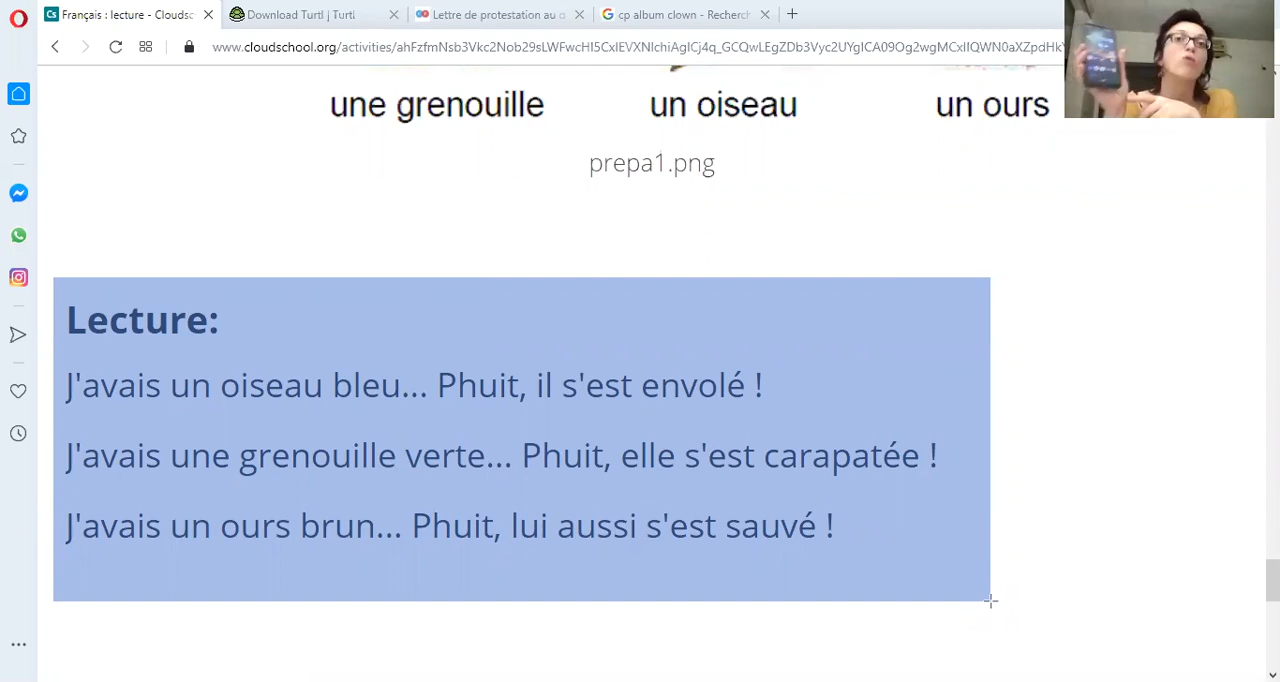 Français : lecture - Cloudsc
Download Turtl | Turtl
Lettre de protestation au o
cp album clown - Recherch
www.cloudschool.org/activities/
une grenouille un oiseau un ours
prepa1.png
Lecture:
J'avais un oiseau bleu... Phuit, il s'est envolé !
J'avais une grenouille verte... Phuit, elle s'est carapatée !
J'avais un ours brun... Phuit, lui aussi s'est sauvé !